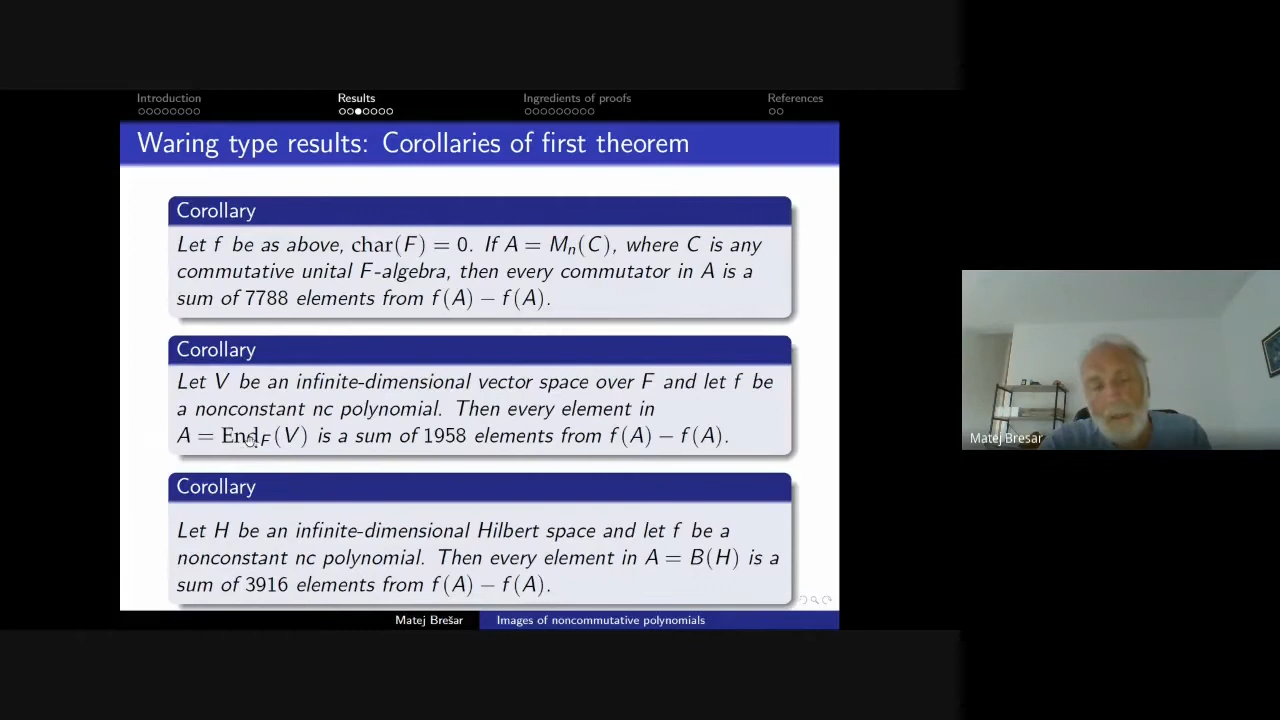 Introduction Results Ingredients of proofs References
Waring type results: Corollaries of first theorem
Corollary
Let f be as above, char(F) = 0. If A = Mₙ(C), where C is any
commutative unital F-algebra, then every commutator in A is a
sum of 7788 elements from f(A) − f(A).
Corollary
Let V be an infinite-dimensional vector space over F and let f be
a nonconstant nc polynomial. Then every element in
A = End_F(V) is a sum of 1958 elements from f(A) − f(A).
Corollary
Let H be an infinite-dimensional Hilbert space and let f be a
nonconstant nc polynomial. Then every element in A = B(H) is a
sum of 3916 elements from f(A) − f(A).
Matej Brešar Images of noncommutative polynomials
Matej Bresar